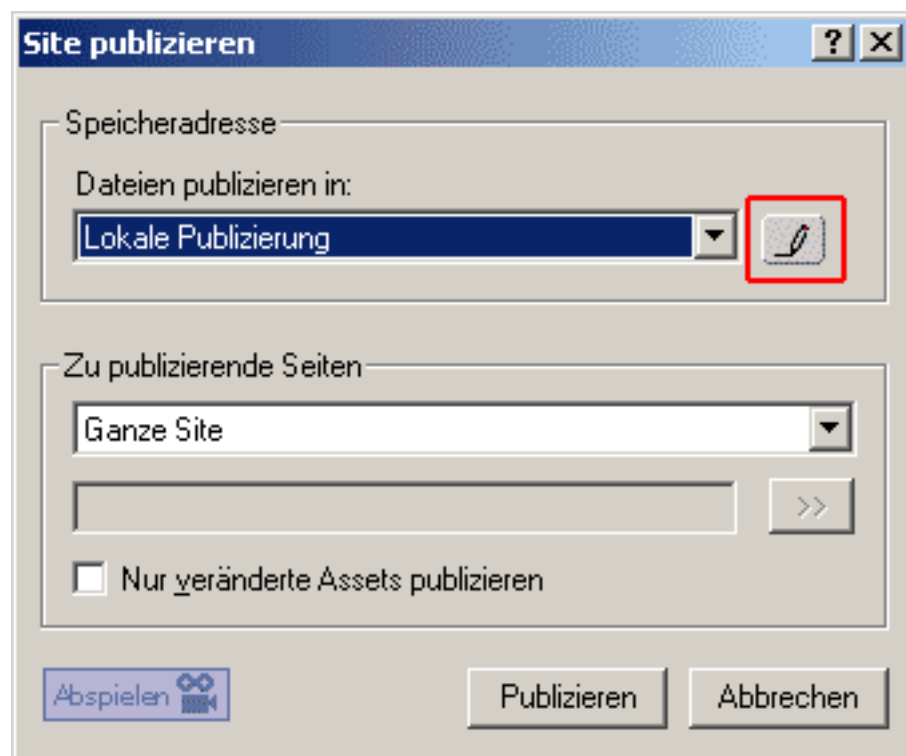 Site publizieren
Speicheradresse
Dateien publizieren in:
Lokale Publizierung
Zu publizierende Seiten
Ganze Site
>>
Nur veränderte Assets publizieren
Abspielen
Publizieren
Abbrechen